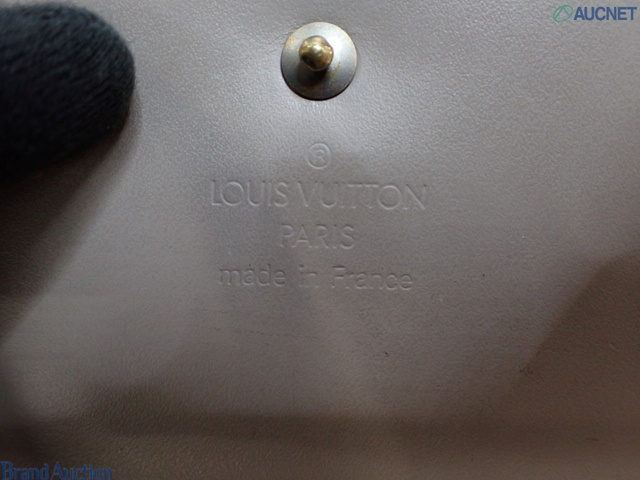 AUCNET
®
LOUIS VUITTON
PARIS
made in France
Brand Auction